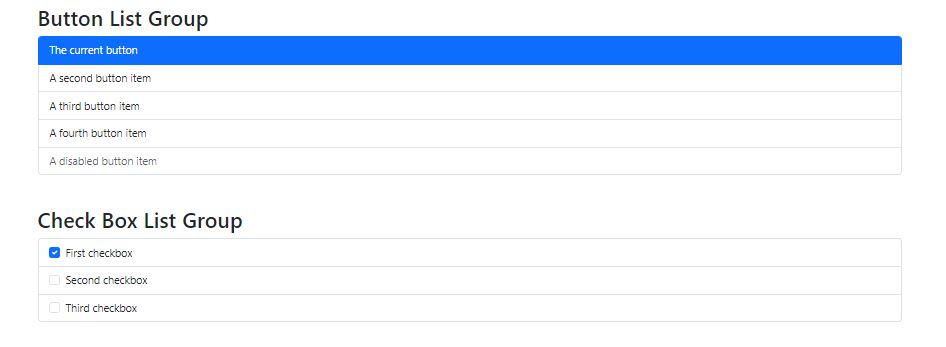 Button List Group
The current button
A second button item
A third button item
A fourth button item
A disabled button item
Check Box List Group
First checkbox
Second checkbox
Third checkbox